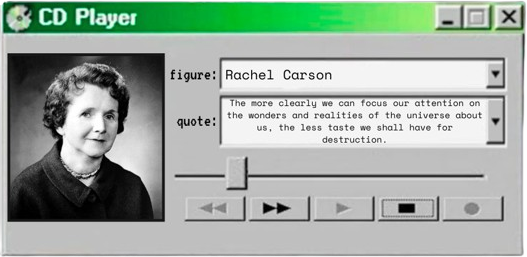 CD Player
figure: Rachel Carson
quote: The more clearly we can focus our attention on
the wonders and realities of the universe about
us, the less taste we shall have for
destruction.